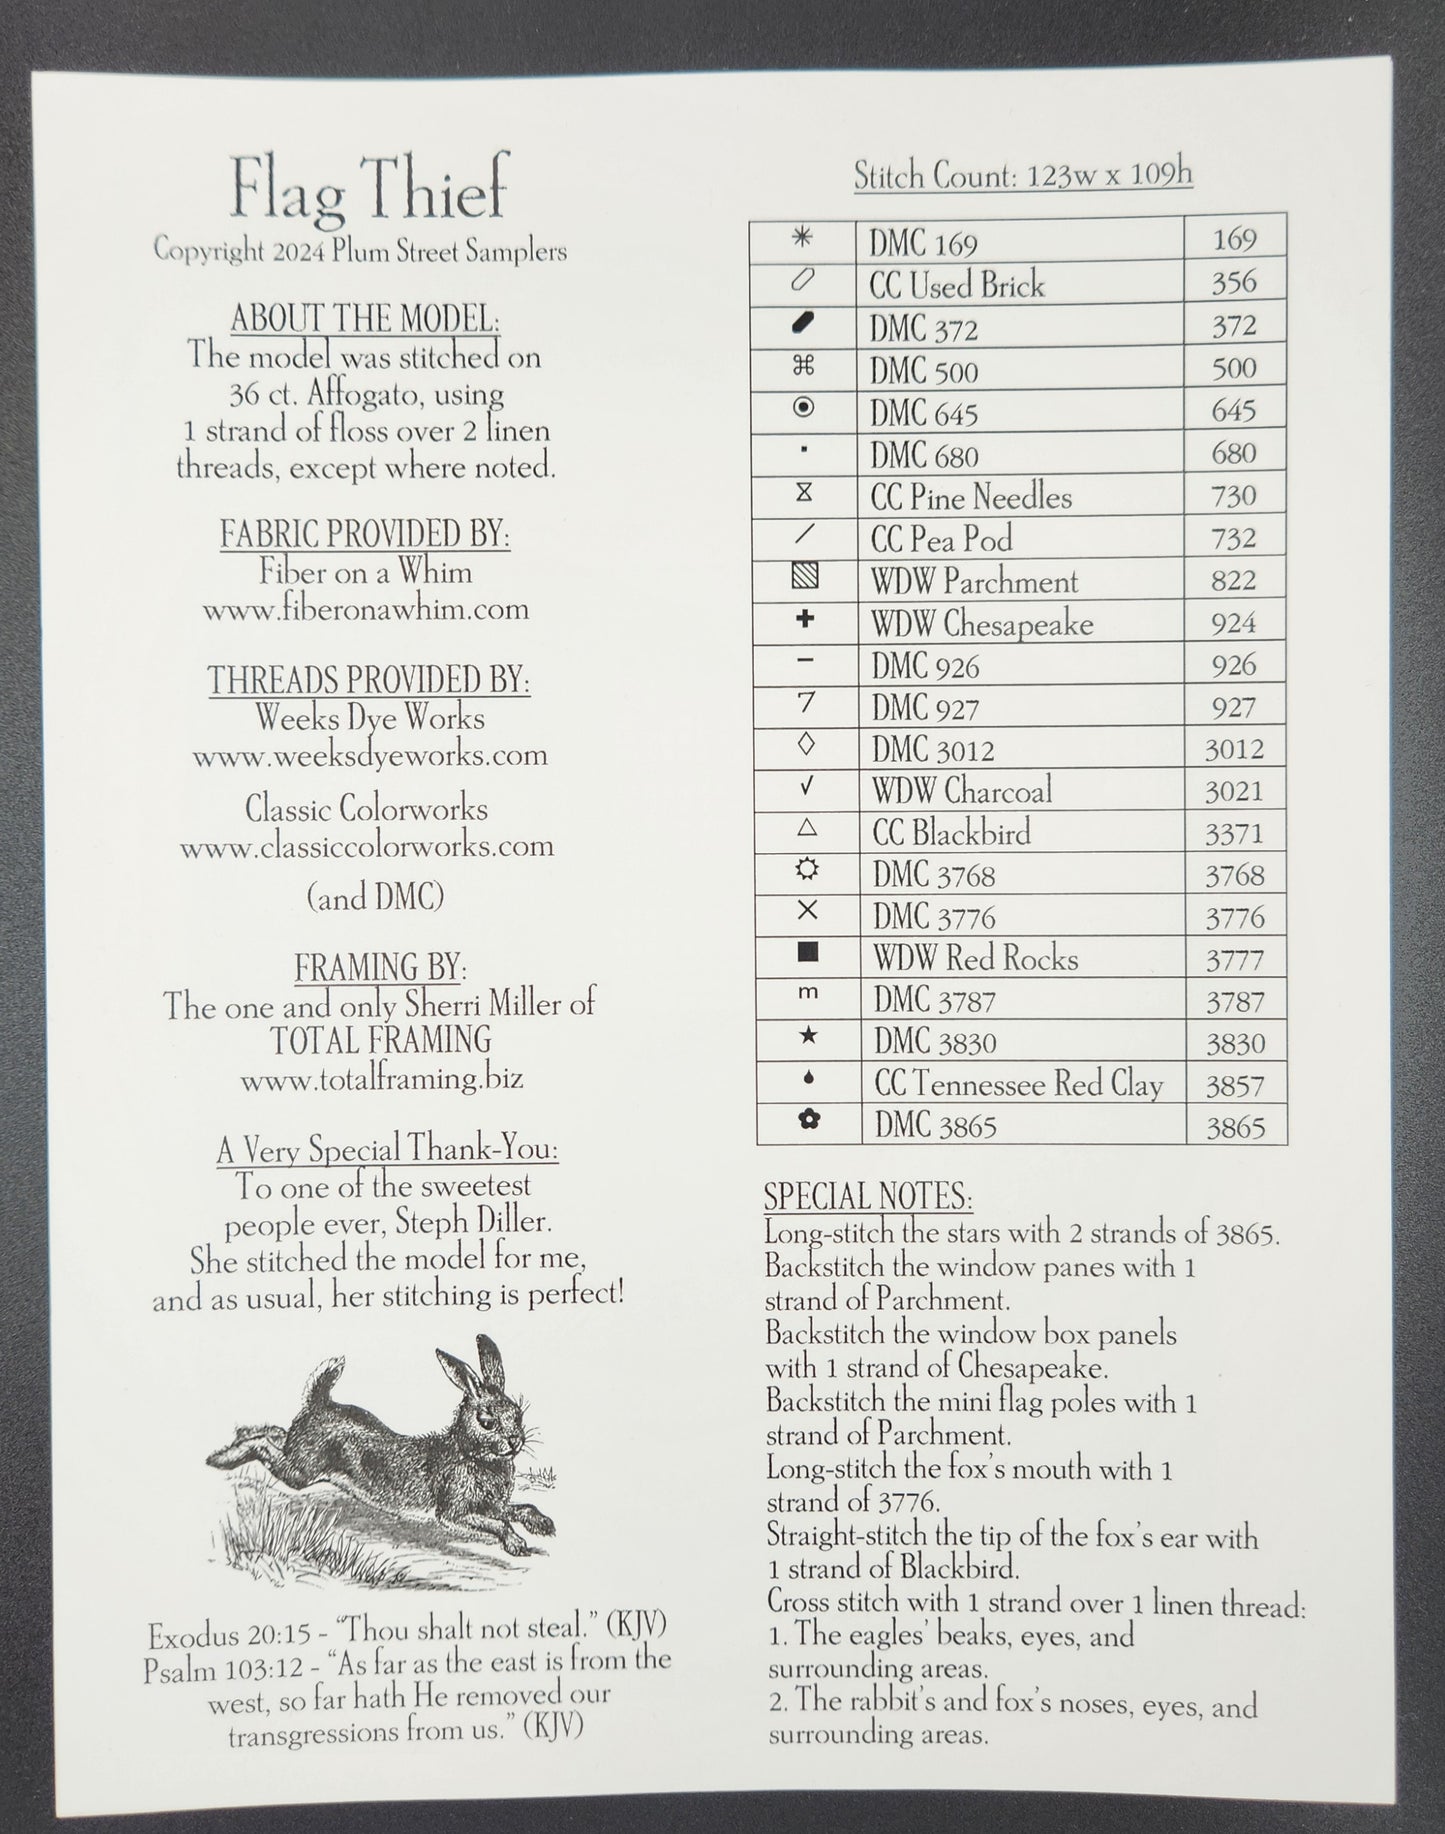 Flag Thief
Copyright 2024 Plum Street Samplers
ABOUT THE MODEL:
The model was stitched on
36 ct. Affogato, using
1 strand of floss over 2 linen
threads, except where noted.
FABRIC PROVIDED BY:
Fiber on a Whim
www.fiberonawhim.com
THREADS PROVIDED BY:
Weeks Dye Works
www.weeksdyeworks.com
Classic Colorworks
www.classiccolorworks.com
(and DMC)
FRAMING BY:
The one and only Sherri Miller of
TOTAL FRAMING
www.totalframing.biz
A Very Special Thank-You:
To one of the sweetest
people ever, Steph Diller.
She stitched the model for me,
and as usual, her stitching is perfect!
Exodus 20:15 - “Thou shalt not steal.” (KJV)
Psalm 103:12 - “As far as the east is from the
west, so far hath He removed our
transgressions from us.” (KJV)
Stitch Count: 123w x 109h
DMC 169 169
CC Used Brick 356
DMC 372 372
⌘ DMC 500 500
DMC 645 645
DMC 680 680
CC Pine Needles 730
/ CC Pea Pod 732
WDW Parchment 822
WDW Chesapeake 924
– DMC 926 926
7 DMC 927 927
DMC 3012 3012
√ WDW Charcoal 3021
CC Blackbird 3371
DMC 3768 3768
DMC 3776 3776
WDW Red Rocks 3777
m DMC 3787 3787
DMC 3830 3830
CC Tennessee Red Clay 3857
DMC 3865 3865
SPECIAL NOTES:
Long-stitch the stars with 2 strands of 3865.
Backstitch the window panes with 1
strand of Parchment.
Backstitch the window box panels
with 1 strand of Chesapeake.
Backstitch the mini flag poles with 1
strand of Parchment.
Long-stitch the fox's mouth with 1
strand of 3776.
Straight-stitch the tip of the fox's ear with
1 strand of Blackbird.
Cross stitch with 1 strand over 1 linen thread:
1. The eagles' beaks, eyes, and
surrounding areas.
2. The rabbit's and fox's noses, eyes, and
surrounding areas.